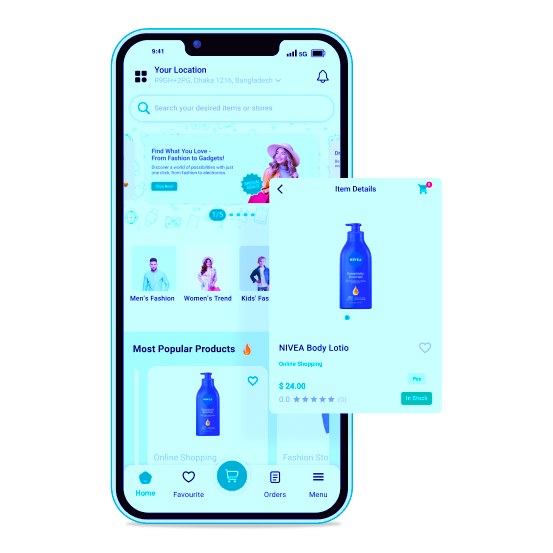 9:41
5G
Your Location
R9GH+2PG, Dhaka 1216, Bangladesh
Search your desired items or stores
Find What You Love -
From Fashion to Gadgets!
Discover a world of possibilities with just
one click, from fashion to electronics.
Shop Now
1/5
Men's Fashion
Women's Trend
Kids' Fas
Most Popular Products
NIVEA
Online Shopping
Fashion Sto
Home
Favourite
Orders
Menu
Item Details
NIVEA
NIVEA Body Lotio
Online Shopping
$ 24.00
Pcs
0.0
(0)
In Stock